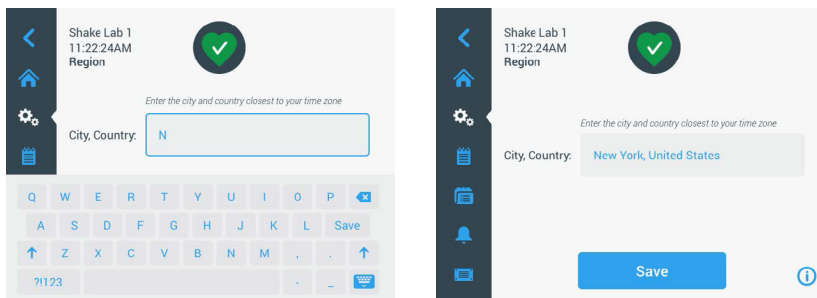 Shake Lab 1
11:22:24AM
Region
Enter the city and country closest to your time zone
City, Country: N
Q W E R T Y U I O P
A S D F G H J K L Save
Z X C V B N M , .
?!123 - _
Shake Lab 1
11:22:24AM
Region
Enter the city and country closest to your time zone
City, Country: New York, United States
Save